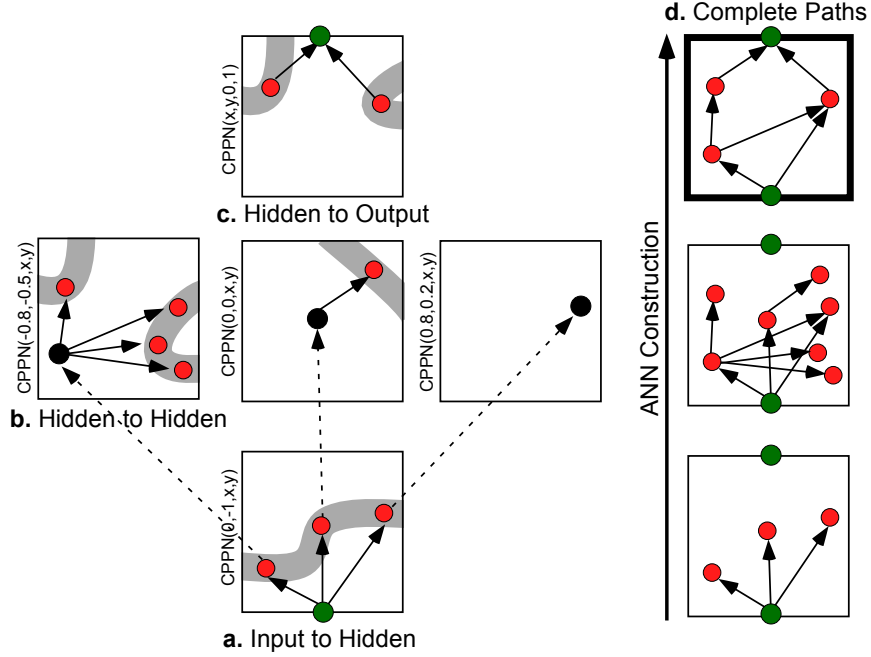 d. Complete Paths
CPPN(x,y,0,1)
c. Hidden to Output
CPPN(-0.8,-0.5,x,y)
CPPN(0,0,x,y)
CPPN(0.8,0.2,x,y)
b. Hidden to Hidden
ANN Construction
CPPN(0,-1,x,y)
a. Input to Hidden